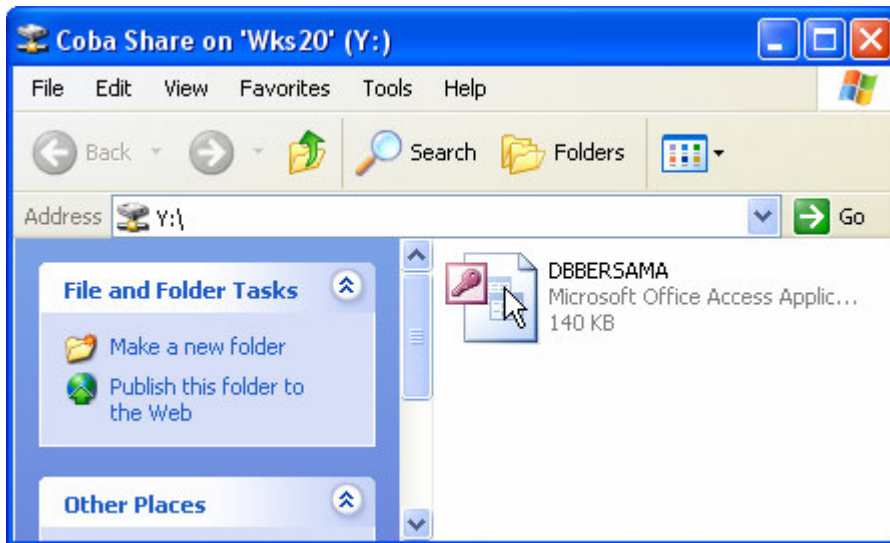 Coba Share on 'Wks20' (Y:)
File Edit View Favorites Tools Help
Back Search Folders
Address Y:\ Go
File and Folder Tasks
Make a new folder
Publish this folder to
the Web
Other Places
DBBERSAMA
Microsoft Office Access Applic...
140 KB